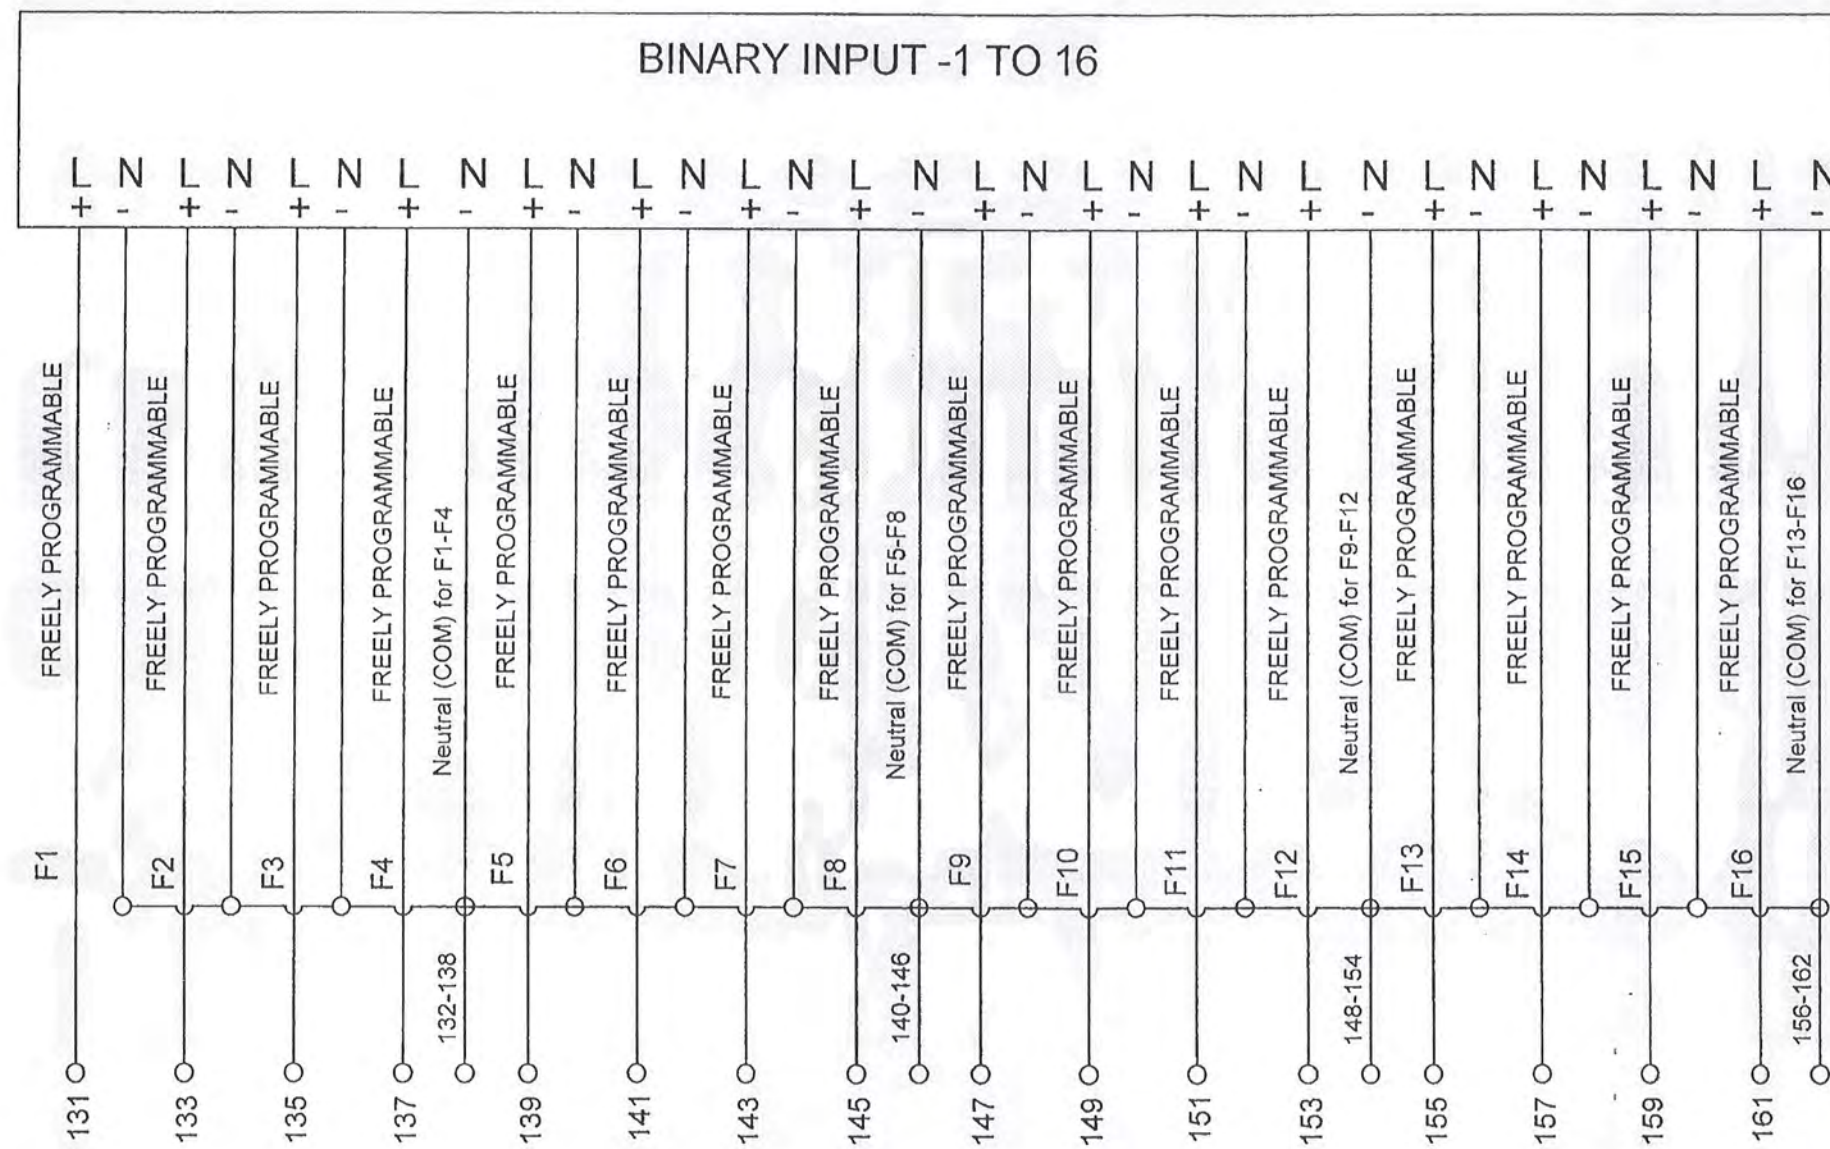 BINARY INPUT -1 TO 16
L N L N L N L N L N L N L N L N L N L N L N L N L N L N L N L N
+ - + - + - + - + - + - + - + - + - + - + - + - + - + - + - + -
FREELY PROGRAMMABLE
FREELY PROGRAMMABLE
FREELY PROGRAMMABLE
FREELY PROGRAMMABLE
Neutral (COM) for F1-F4
FREELY PROGRAMMABLE
FREELY PROGRAMMABLE
FREELY PROGRAMMABLE
FREELY PROGRAMMABLE
Neutral (COM) for F5-F8
FREELY PROGRAMMABLE
FREELY PROGRAMMABLE
FREELY PROGRAMMABLE
FREELY PROGRAMMABLE
Neutral (COM) for F9-F12
FREELY PROGRAMMABLE
FREELY PROGRAMMABLE
FREELY PROGRAMMABLE
FREELY PROGRAMMABLE
Neutral (COM) for F13-F16
F1
F2
F3
F4
F5
F6
F7
F8
F9
F10
F11
F12
F13
F14
F15
F16
132-138
140-146
148-154
156-162
131
133
135
137
139
141
143
145
147
149
151
153
155
157
159
161